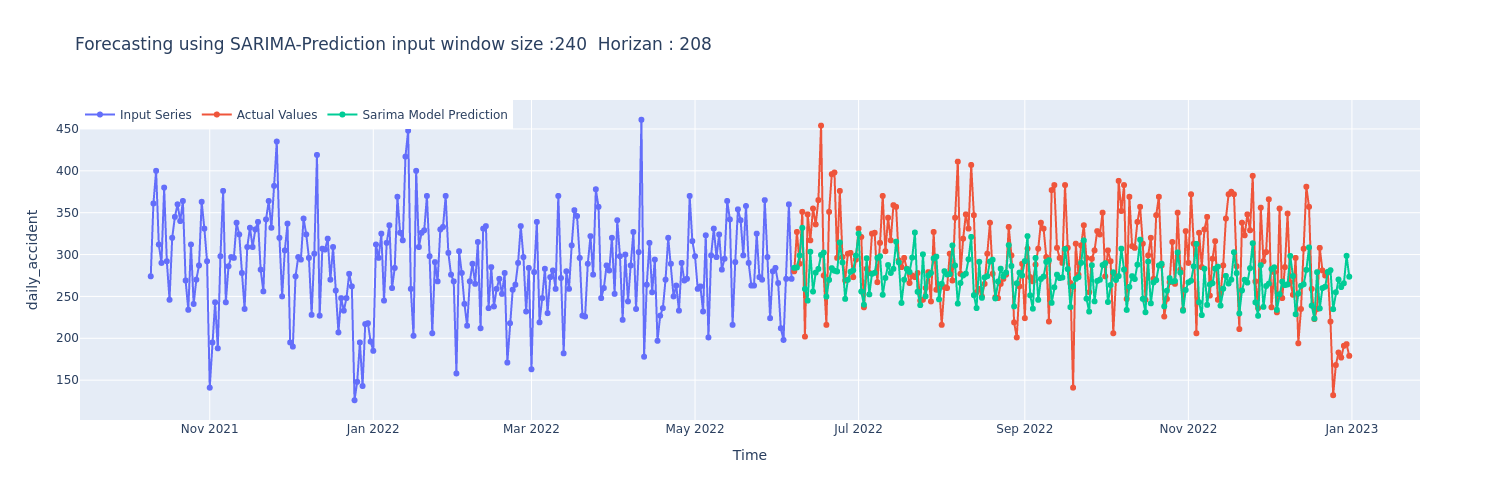 Forecasting using SARIMA-Prediction input window size :240 Horizan : 208
Input Series Actual Values Sarima Model Prediction
450
400
350
300
250
200
150
daily_accident
Nov 2021 Jan 2022 Mar 2022 May 2022 Jul 2022 Sep 2022 Nov 2022 Jan 2023
Time